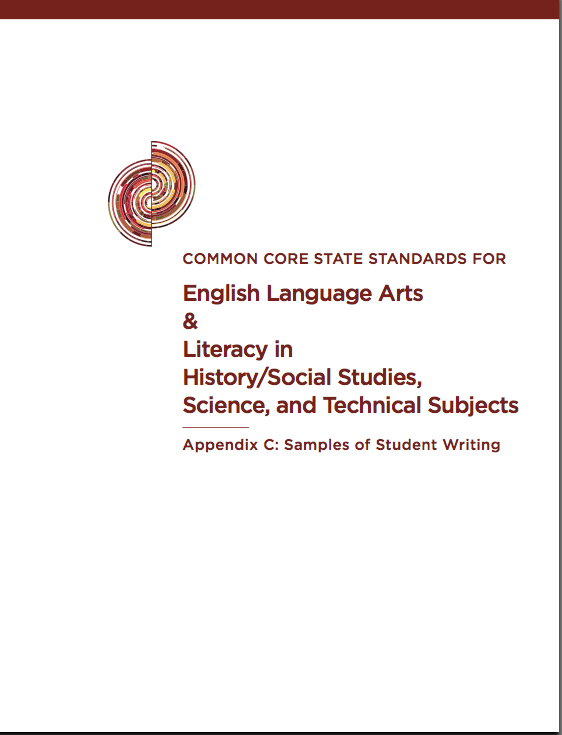 COMMON CORE STATE STANDARDS FOR
English Language Arts
&
Literacy in
History/Social Studies,
Science, and Technical Subjects
Appendix C: Samples of Student Writing